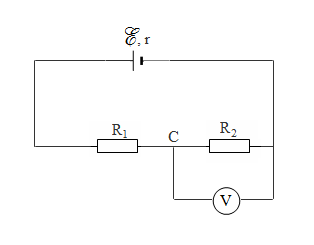 ℰ, r
R₁ C R₂
V